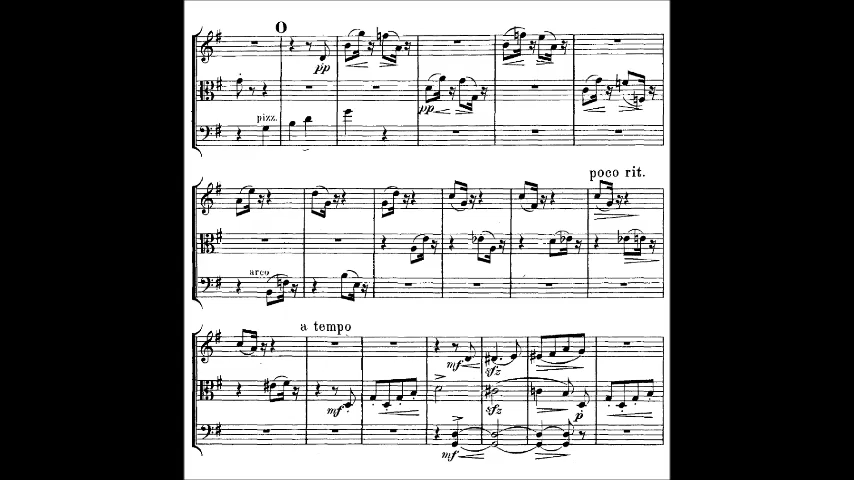 O
pp
pizz.
pp
poco rit.
arco
a tempo
mf
sfz
mf
sfz
p
mf